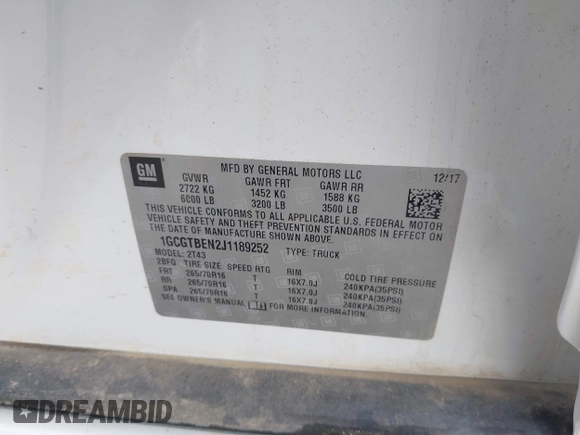 GM
MFD BY GENERAL MOTORS LLC
12/17
GVWR GAWR FRT GAWR RR
2722 KG 1452 KG 1588 KG
6000 LB 3200 LB 3500 LB
THIS VEHICLE CONFORMS TO ALL APPLICABLE U.S. FEDERAL MOTOR
VEHICLE SAFETY, BUMPER, AND THEFT PREVENTION STANDARDS IN EFFECT ON
THE DATE OF MANUFACTURE SHOWN ABOVE.
1GCGTBEN2J1189252 TYPE: TRUCK
MODEL: 2T43
2BFQ TIRE SIZE SPEED RTG RIM COLD TIRE PRESSURE
FRT 265/70R16 T 16X7.0J 240KPA(35PSI)
RR 265/70R16 T 16X7.0J 240KPA(35PSI)
SPA 265/70R16 T 16X7.0J 240KPA(35PSI)
SEE OWNER'S MANUAL FOR MORE INFORMATION.
DREAMBID